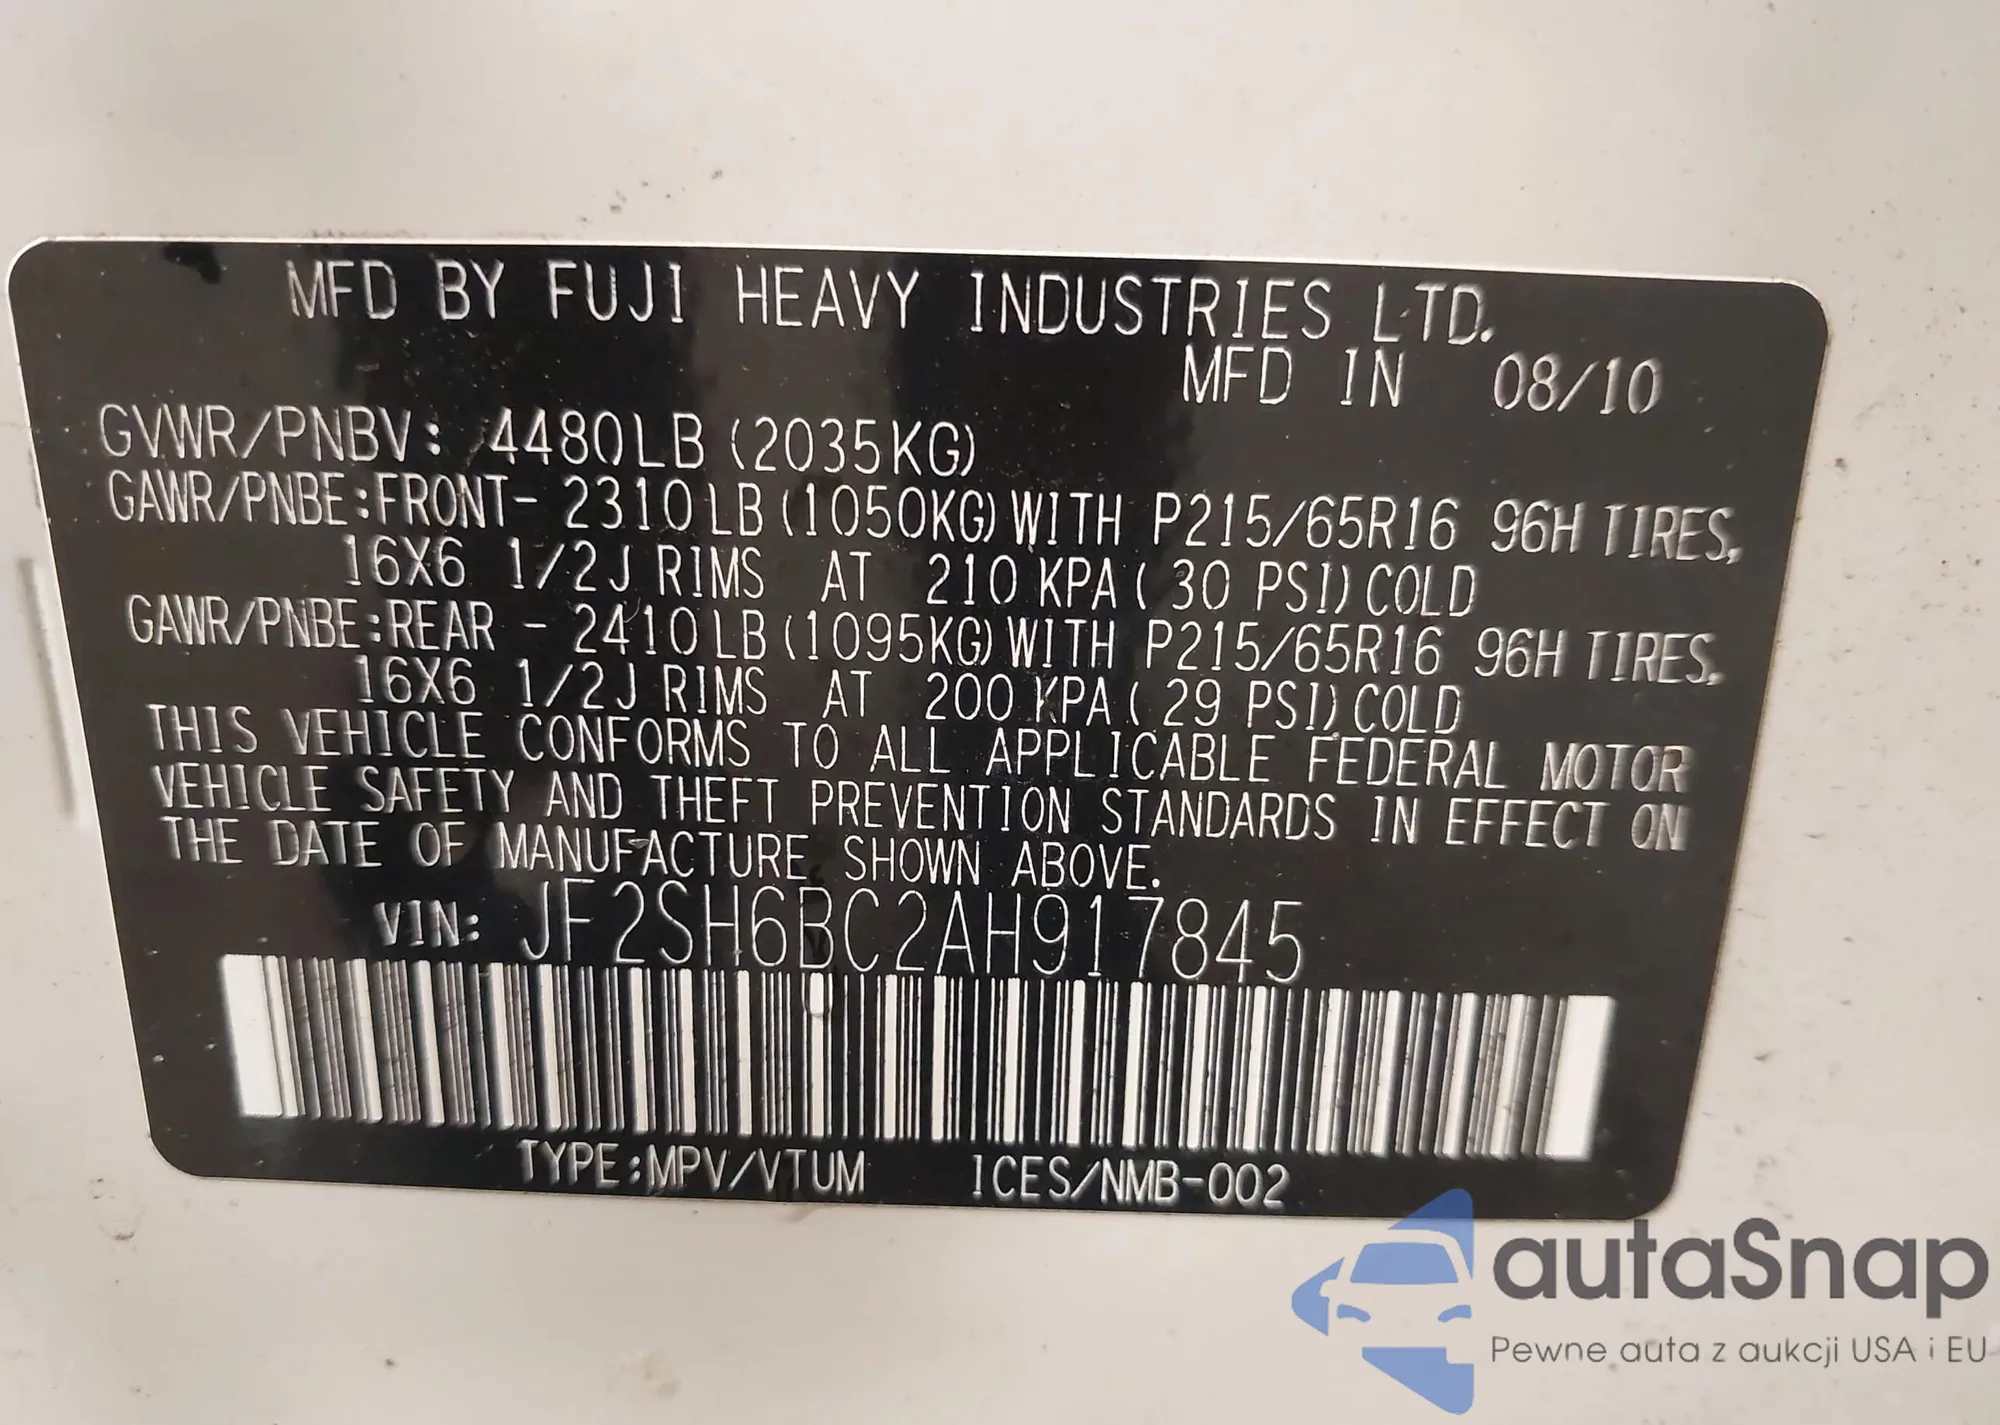 MFD BY FUJI HEAVY INDUSTRIES LTD.
MFD IN 08/10
GVWR/PNBV: 4480LB (2035KG)
GAWR/PNBE:FRONT- 2310LB(1050KG)WITH P215/65R16 96H TIRES,
16X6 1/2J RIMS AT 210 KPA( 30 PSI)COLD
GAWR/PNBE:REAR - 2410LB(1095KG)WITH P215/65R16 96H TIRES,
16X6 1/2J RIMS AT 200 KPA( 29 PSI)COLD
THIS VEHICLE CONFORMS TO ALL APPLICABLE FEDERAL MOTOR
VEHICLE SAFETY AND THEFT PREVENTION STANDARDS IN EFFECT ON
THE DATE OF MANUFACTURE SHOWN ABOVE.
VIN: JF2SH6BC2AH917845
TYPE:MPV/VTUM ICES/NMB-002
autaSnap
Pewne auta z aukcji USA i EU